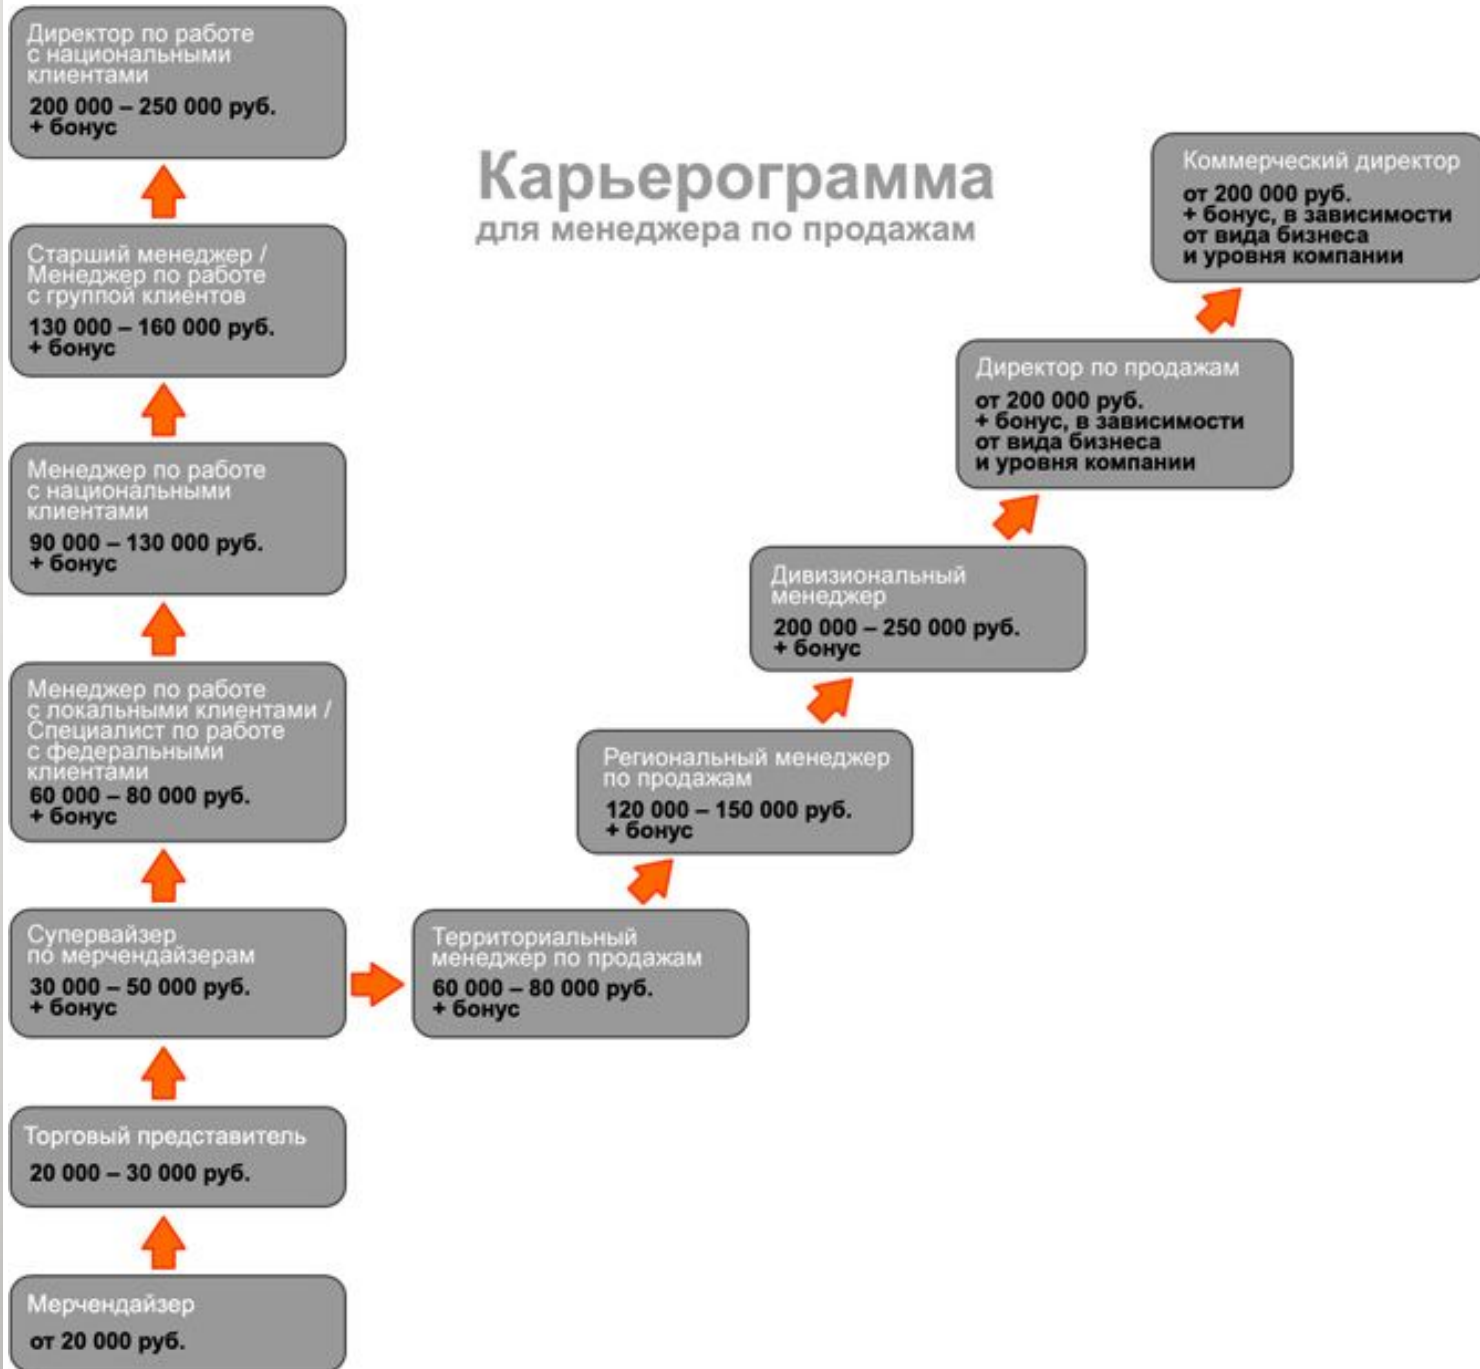 Директор по работе
с национальными
клиентами
200 000 – 250 000 руб.
+ бонус
Карьерограмма
для менеджера по продажам
Коммерческий директор
от 200 000 руб.
+ бонус, в зависимости
от вида бизнеса
и уровня компании
Старший менеджер /
Менеджер по работе
с группой клиентов
130 000 – 160 000 руб.
+ бонус
Директор по продажам
от 200 000 руб.
+ бонус, в зависимости
от вида бизнеса
и уровня компании
Менеджер по работе
с национальными
клиентами
90 000 – 130 000 руб.
+ бонус
Дивизиональный
менеджер
200 000 – 250 000 руб.
+ бонус
Менеджер по работе
с локальными клиентами /
Специалист по работе
с федеральными
клиентами
60 000 – 80 000 руб.
+ бонус
Региональный менеджер
по продажам
120 000 – 150 000 руб.
+ бонус
Супервайзер
по мерчендайзерам
30 000 – 50 000 руб.
+ бонус
Территориальный
менеджер по продажам
60 000 – 80 000 руб.
+ бонус
Торговый представитель
20 000 – 30 000 руб.
Мерчендайзер
от 20 000 руб.